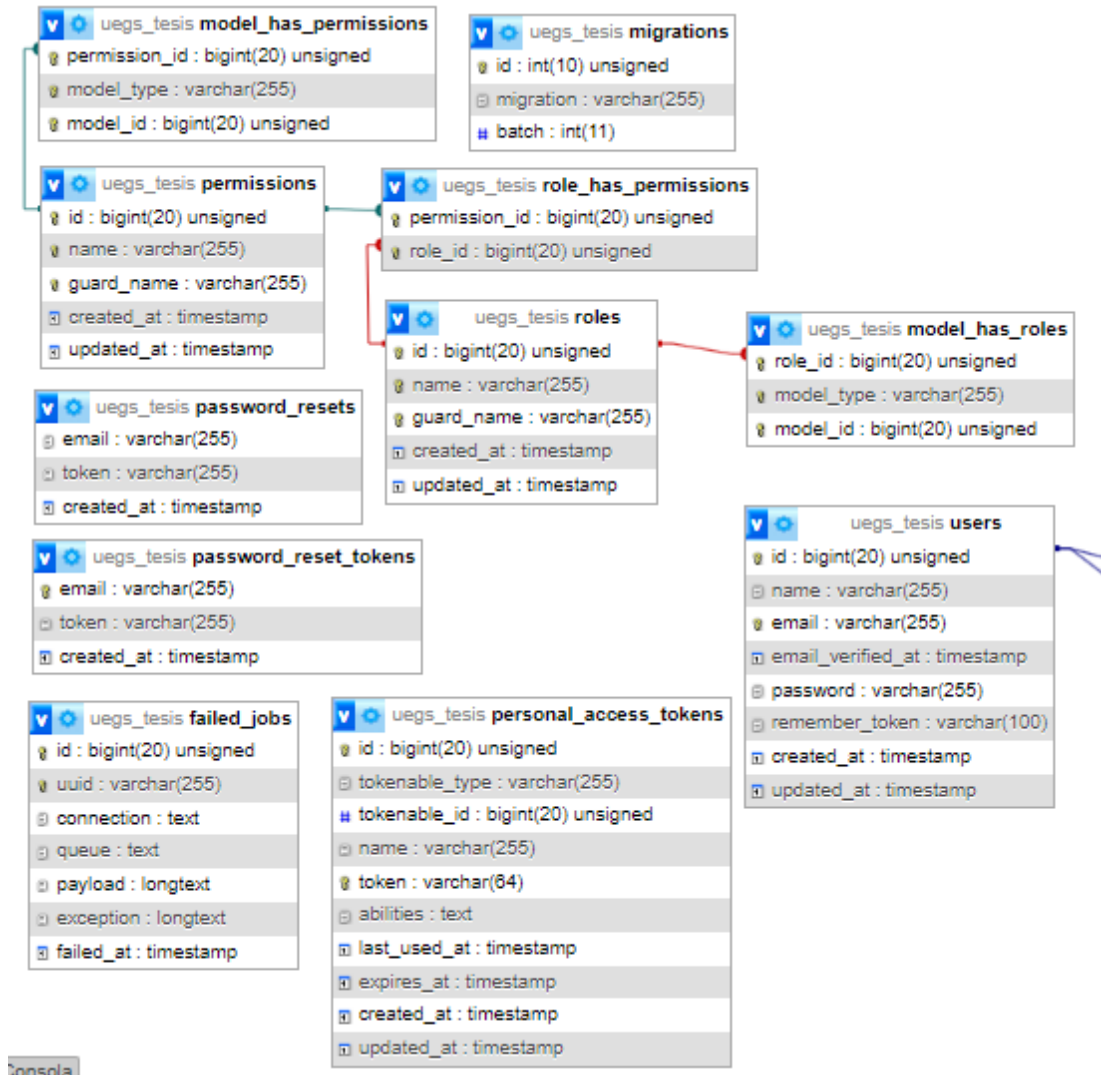 uegs_tesis model_has_permissions
permission_id : bigint(20) unsigned
model_type : varchar(255)
model_id : bigint(20) unsigned
uegs_tesis migrations
id : int(10) unsigned
migration : varchar(255)
# batch : int(11)
uegs_tesis permissions
id : bigint(20) unsigned
name : varchar(255)
guard_name : varchar(255)
created_at : timestamp
updated_at : timestamp
uegs_tesis role_has_permissions
permission_id : bigint(20) unsigned
role_id : bigint(20) unsigned
uegs_tesis roles
id : bigint(20) unsigned
name : varchar(255)
guard_name : varchar(255)
created_at : timestamp
updated_at : timestamp
uegs_tesis model_has_roles
role_id : bigint(20) unsigned
model_type : varchar(255)
model_id : bigint(20) unsigned
uegs_tesis password_resets
email : varchar(255)
token : varchar(255)
created_at : timestamp
uegs_tesis password_reset_tokens
email : varchar(255)
token : varchar(255)
created_at : timestamp
uegs_tesis users
id : bigint(20) unsigned
name : varchar(255)
email : varchar(255)
email_verified_at : timestamp
password : varchar(255)
remember_token : varchar(100)
created_at : timestamp
updated_at : timestamp
uegs_tesis failed_jobs
id : bigint(20) unsigned
uuid : varchar(255)
connection : text
queue : text
payload : longtext
exception : longtext
failed_at : timestamp
uegs_tesis personal_access_tokens
id : bigint(20) unsigned
tokenable_type : varchar(255)
# tokenable_id : bigint(20) unsigned
name : varchar(255)
token : varchar(64)
abilities : text
last_used_at : timestamp
expires_at : timestamp
created_at : timestamp
updated_at : timestamp
Consola